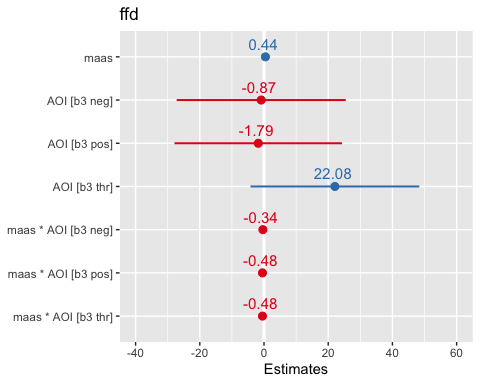 ffd
maas
0.44
AOI [b3 neg]
-0.87
AOI [b3 pos]
-1.79
AOI [b3 thr]
22.08
maas * AOI [b3 neg]
-0.34
maas * AOI [b3 pos]
-0.48
maas * AOI [b3 thr]
-0.48
-40 -20 0 20 40 60
Estimates